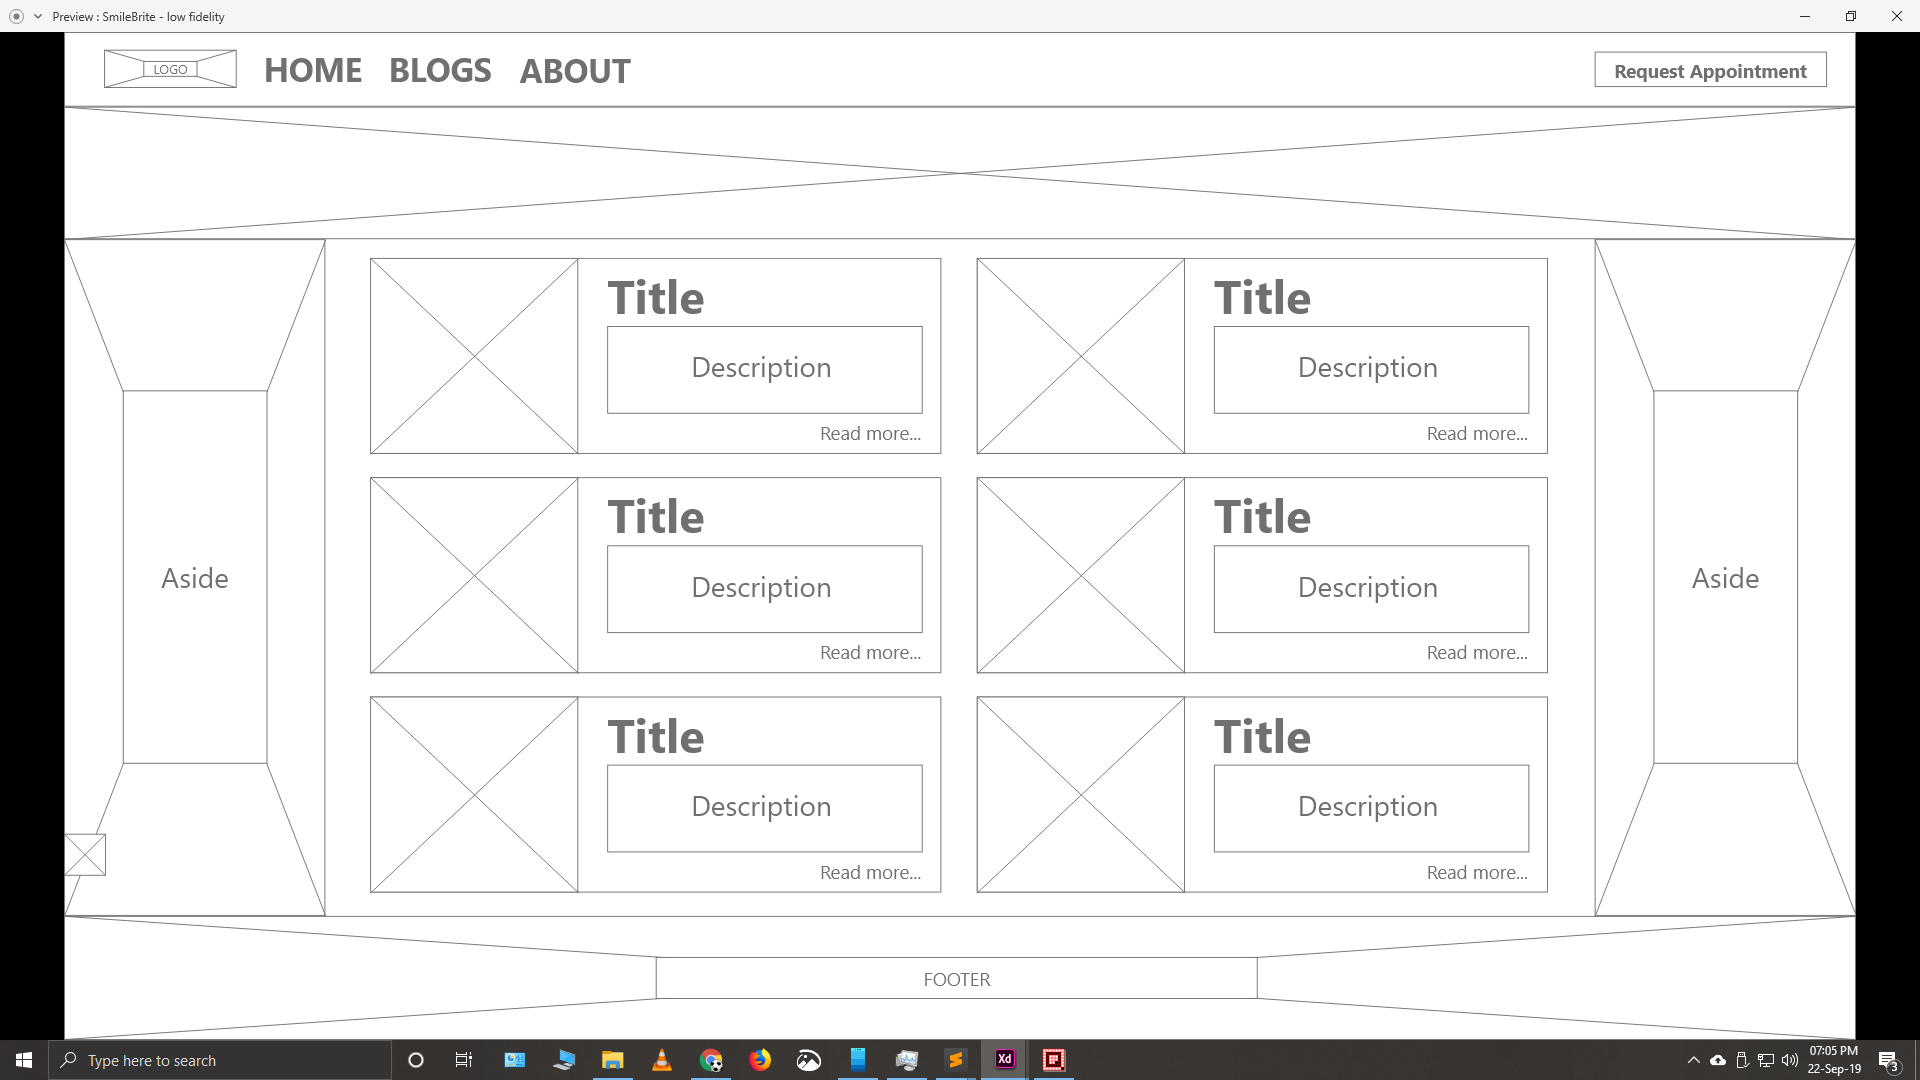 Preview : SmileBrite - low fidelity
LOGO HOME BLOGS ABOUT Request Appointment
Title
Description
Read more...
Title
Description
Read more...
Title
Description
Read more...
Title
Description
Read more...
Title
Description
Read more...
Title
Description
Read more...
Aside
Aside
FOOTER
Type here to search
Xd
07:05 PM
22-Sep-19
3